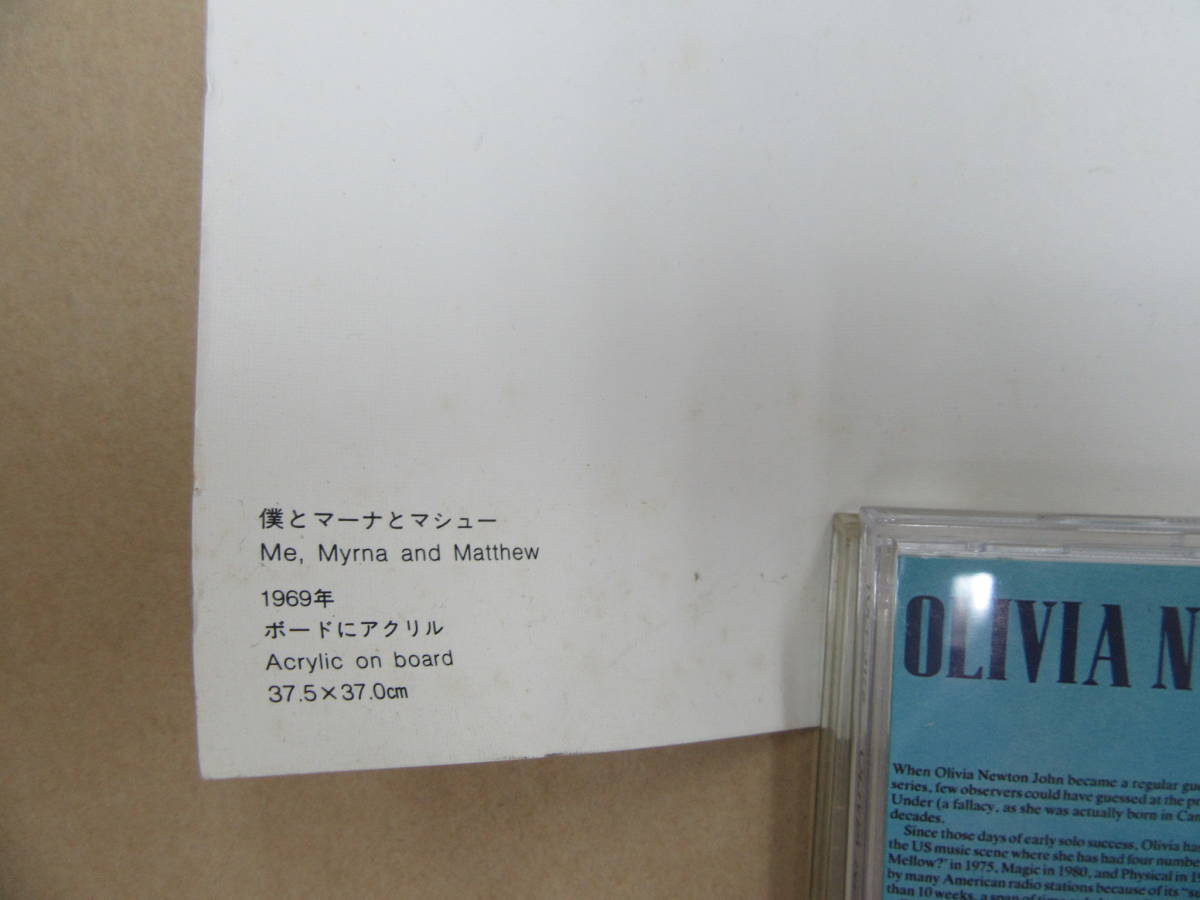 僕とマーナとマシュー
Me, Myrna and Matthew
1969年
ボードにアクリル
Acrylic on board
37.5×37.0㎝
OLIVIA N
When Olivia Newton John became a regular gu
series, few observers could have guessed at the p
Under (a fallacy, as she was actually born in Cam
decades.
Since those days of early solo success, Olivia has
the US music scene where she has had four numbe
Mellow?" in 1975, Magic in 1980, and Physical in 19
by many American radio stations because of its "su
than 10 weeks, a span of time